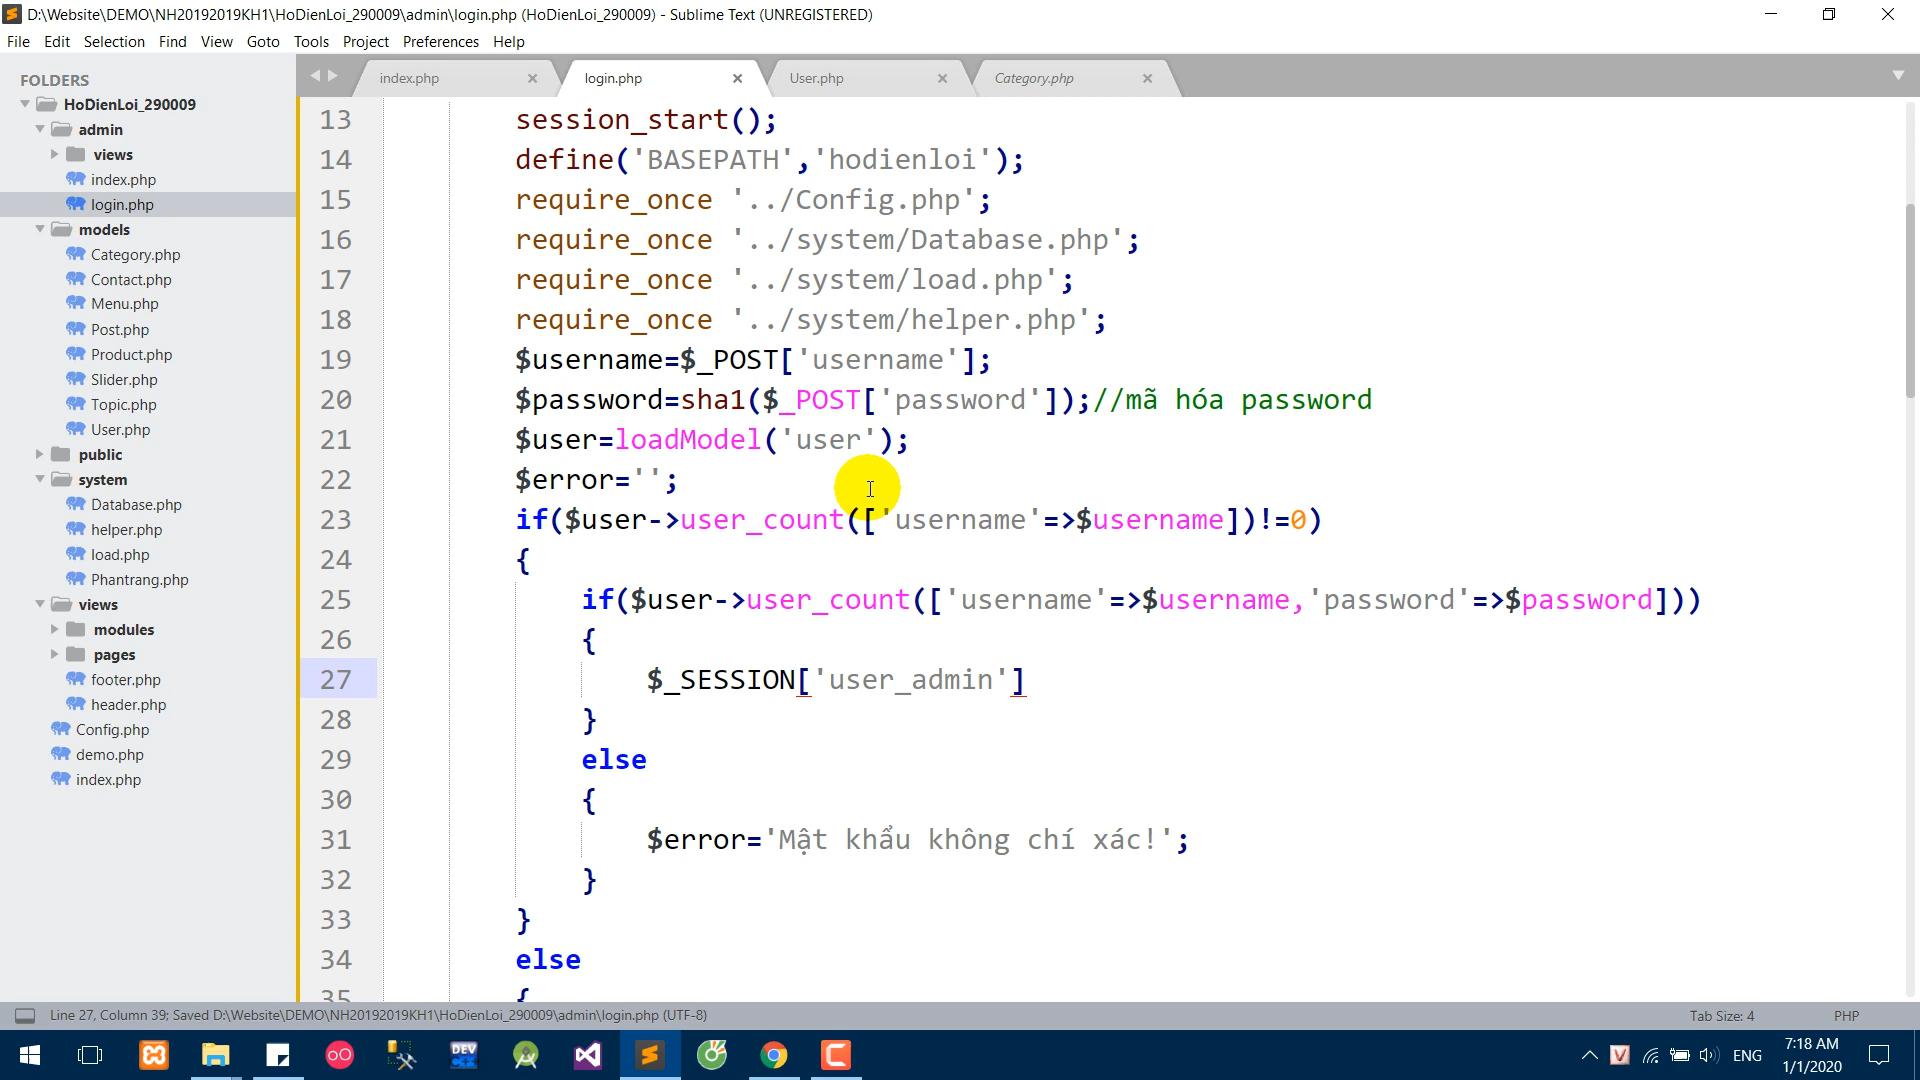 D:\Website\DEMO\NH20192019KH1\HoDienLoi_290009\admin\login.php (HoDienLoi_290009) - Sublime Text (UNREGISTERED)
File Edit Selection Find View Goto Tools Project Preferences Help
FOLDERS
HoDienLoi_290009
admin
views
index.php
login.php
models
Category.php
Contact.php
Menu.php
Post.php
Product.php
Slider.php
Topic.php
User.php
public
system
Database.php
helper.php
load.php
Phantrang.php
views
modules
pages
footer.php
header.php
Config.php
demo.php
index.php
index.php login.php User.php Category.php
13 session_start();
14 define('BASEPATH','hodienloi');
15 require_once '../Config.php';
16 require_once '../system/Database.php';
17 require_once '../system/load.php';
18 require_once '../system/helper.php';
19 $username=$_POST['username'];
20 $password=sha1($_POST['password']);//mã hóa password
21 $user=loadModel('user');
22 $error='';
23 if($user->user_count(['username'=>$username])!=0)
24 {
25 if($user->user_count(['username'=>$username,'password'=>$password]))
26 {
27 $_SESSION['user_admin']
28 }
29 else
30 {
31 $error='Mật khẩu không chí xác!';
32 }
33 }
34 else
35 {
Line 27, Column 39; Saved D:\Website\DEMO\NH20192019KH1\HoDienLoi_290009\admin\login.php (UTF-8)
Tab Size: 4 PHP
DEV
ENG
7:18 AM
1/1/2020